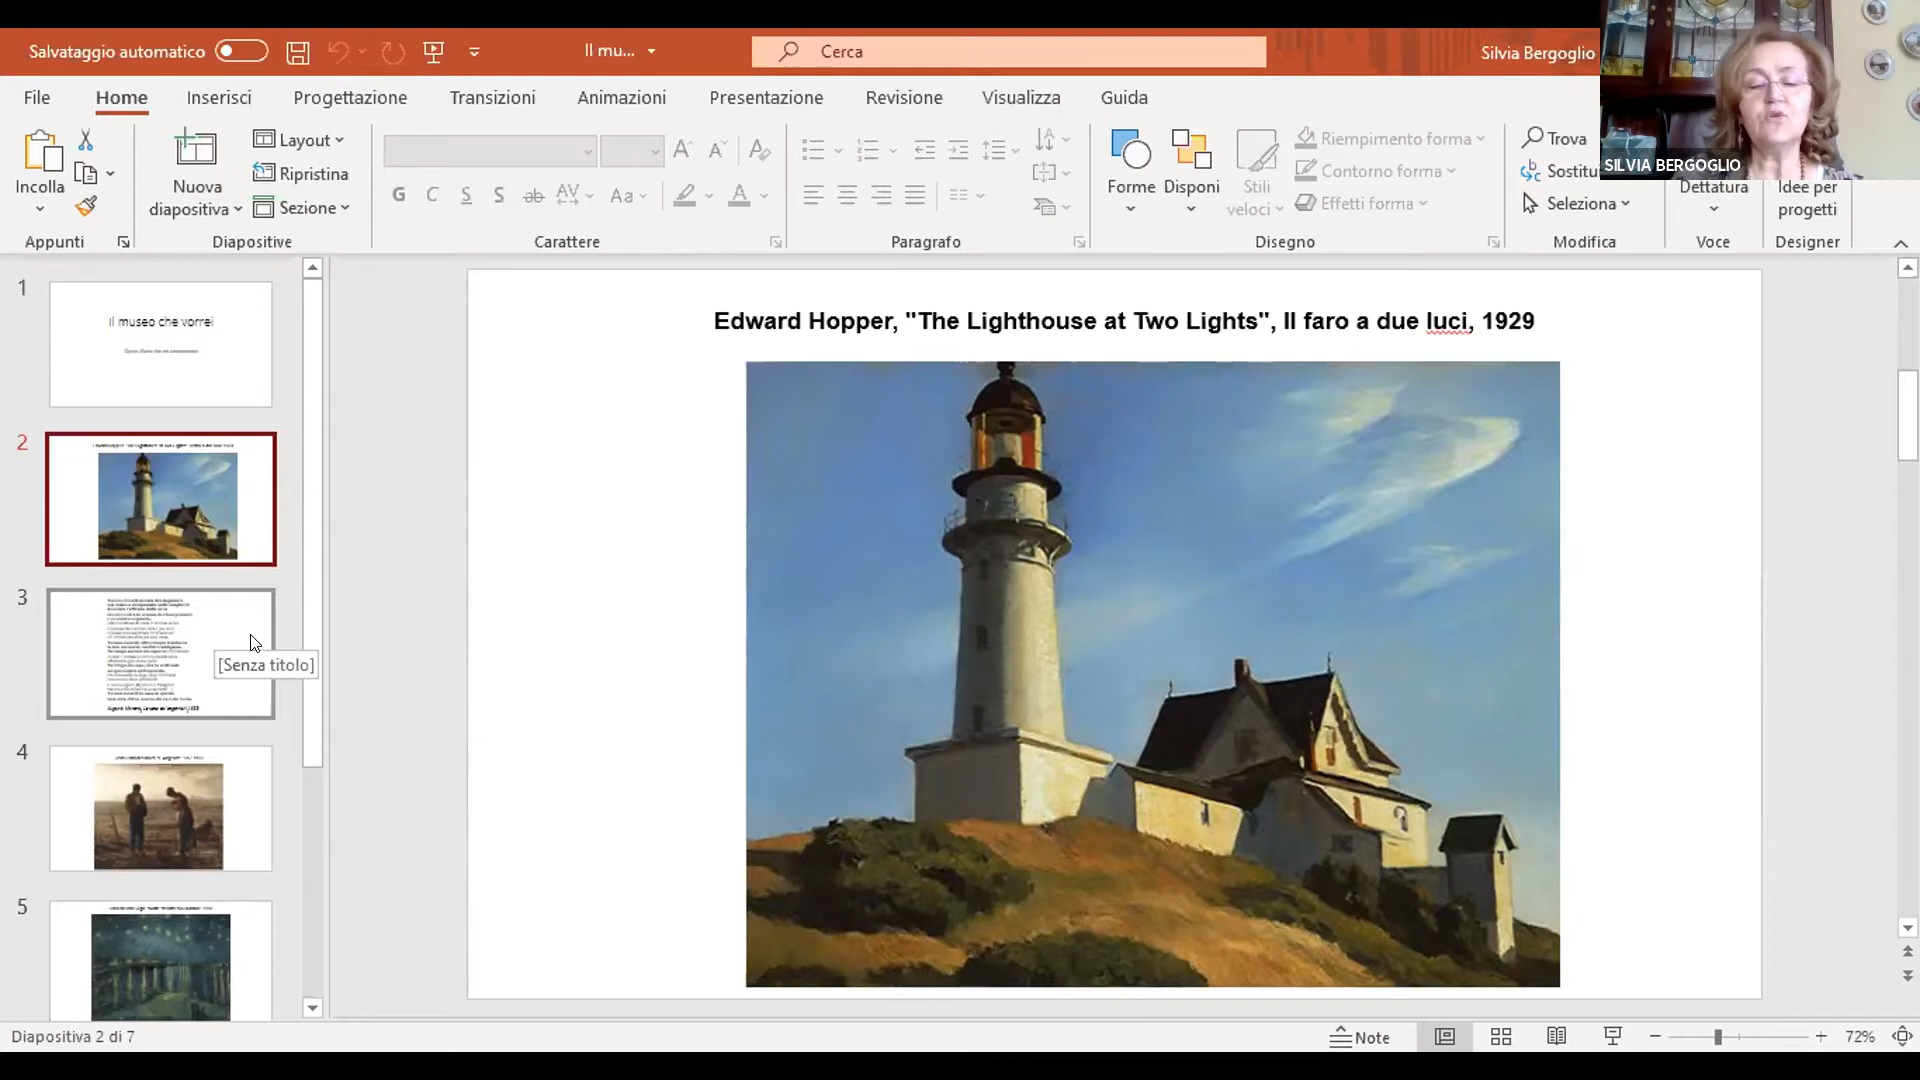 Salvataggio automatico
Il mu...
Cerca
Silvia Bergoglio
File
Home
Inserisci
Progettazione
Transizioni
Animazioni
Presentazione
Revisione
Visualizza
Guida
Incolla
Appunti
Nuova
diapositiva
Layout
Ripristina
Sezione
Diapositive
G C S S ab AV Aa
Carattere
Paragrafo
Forme
Disponi
Stili
veloci
Riempimento forma
Contorno forma
Effetti forma
Disegno
Trova
Sostitu
Seleziona
Modifica
Dettatura
Voce
Idee per
progetti
Designer
SILVIA BERGOGLIO
1
Il museo che vorrei
2
3
[Senza titolo]
4
5
Edward Hopper, "The Lighthouse at Two Lights", Il faro a due luci, 1929
Diapositiva 2 di 7
Note
72%